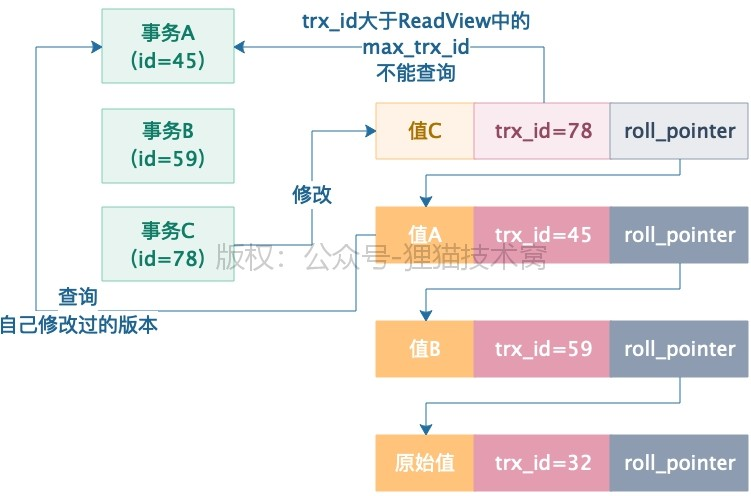 事务A
（id=45)
trx_id大于ReadView中的
max_trx_id
不能查询
事务B
（id=59)
值C
trx_id=78
roll_pointer
修改
事务C
（id=78)
值A
trx_id=45
roll_pointer
版权：公众号-狸猫技术窝
查询
自己修改过的版本
值B
trx_id=59
roll_pointer
原始值
trx_id=32
roll_pointer